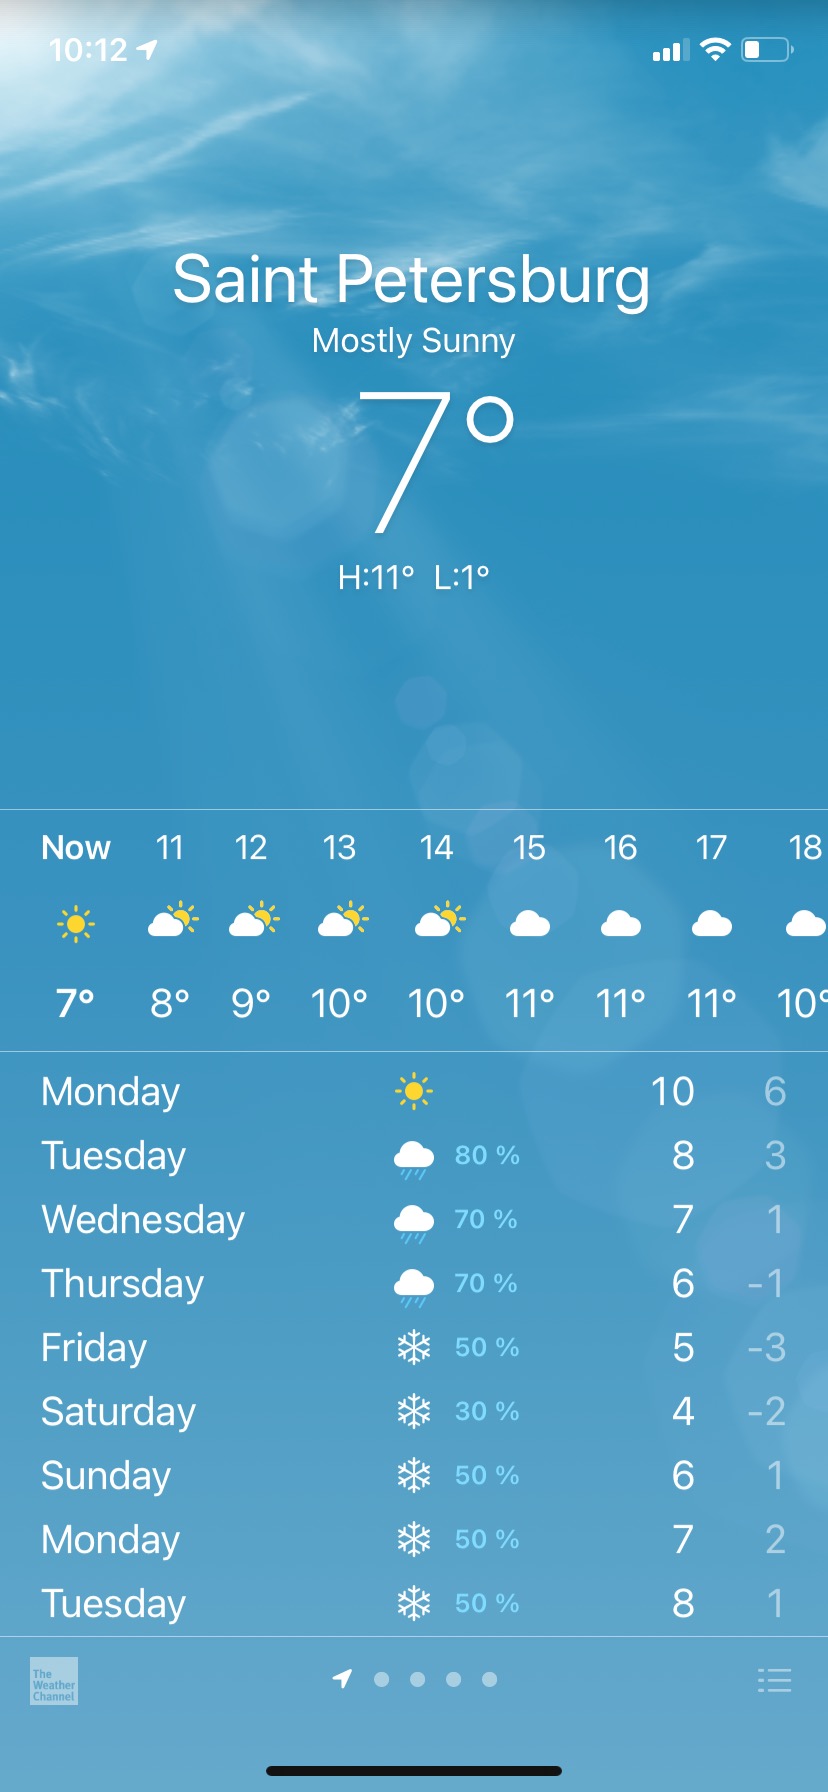 10:12
Saint Petersburg
Mostly Sunny
7°
H:11° L:1°
Now 11 12 13 14 15 16 17 18
7° 8° 9° 10° 10° 11° 11° 11° 10°
Monday 10 6
Tuesday 80 % 8 3
Wednesday 70 % 7 1
Thursday 70 % 6 -1
Friday 50 % 5 -3
Saturday 30 % 4 -2
Sunday 50 % 6 1
Monday 50 % 7 2
Tuesday 50 % 8 1
The
Weather
Channel